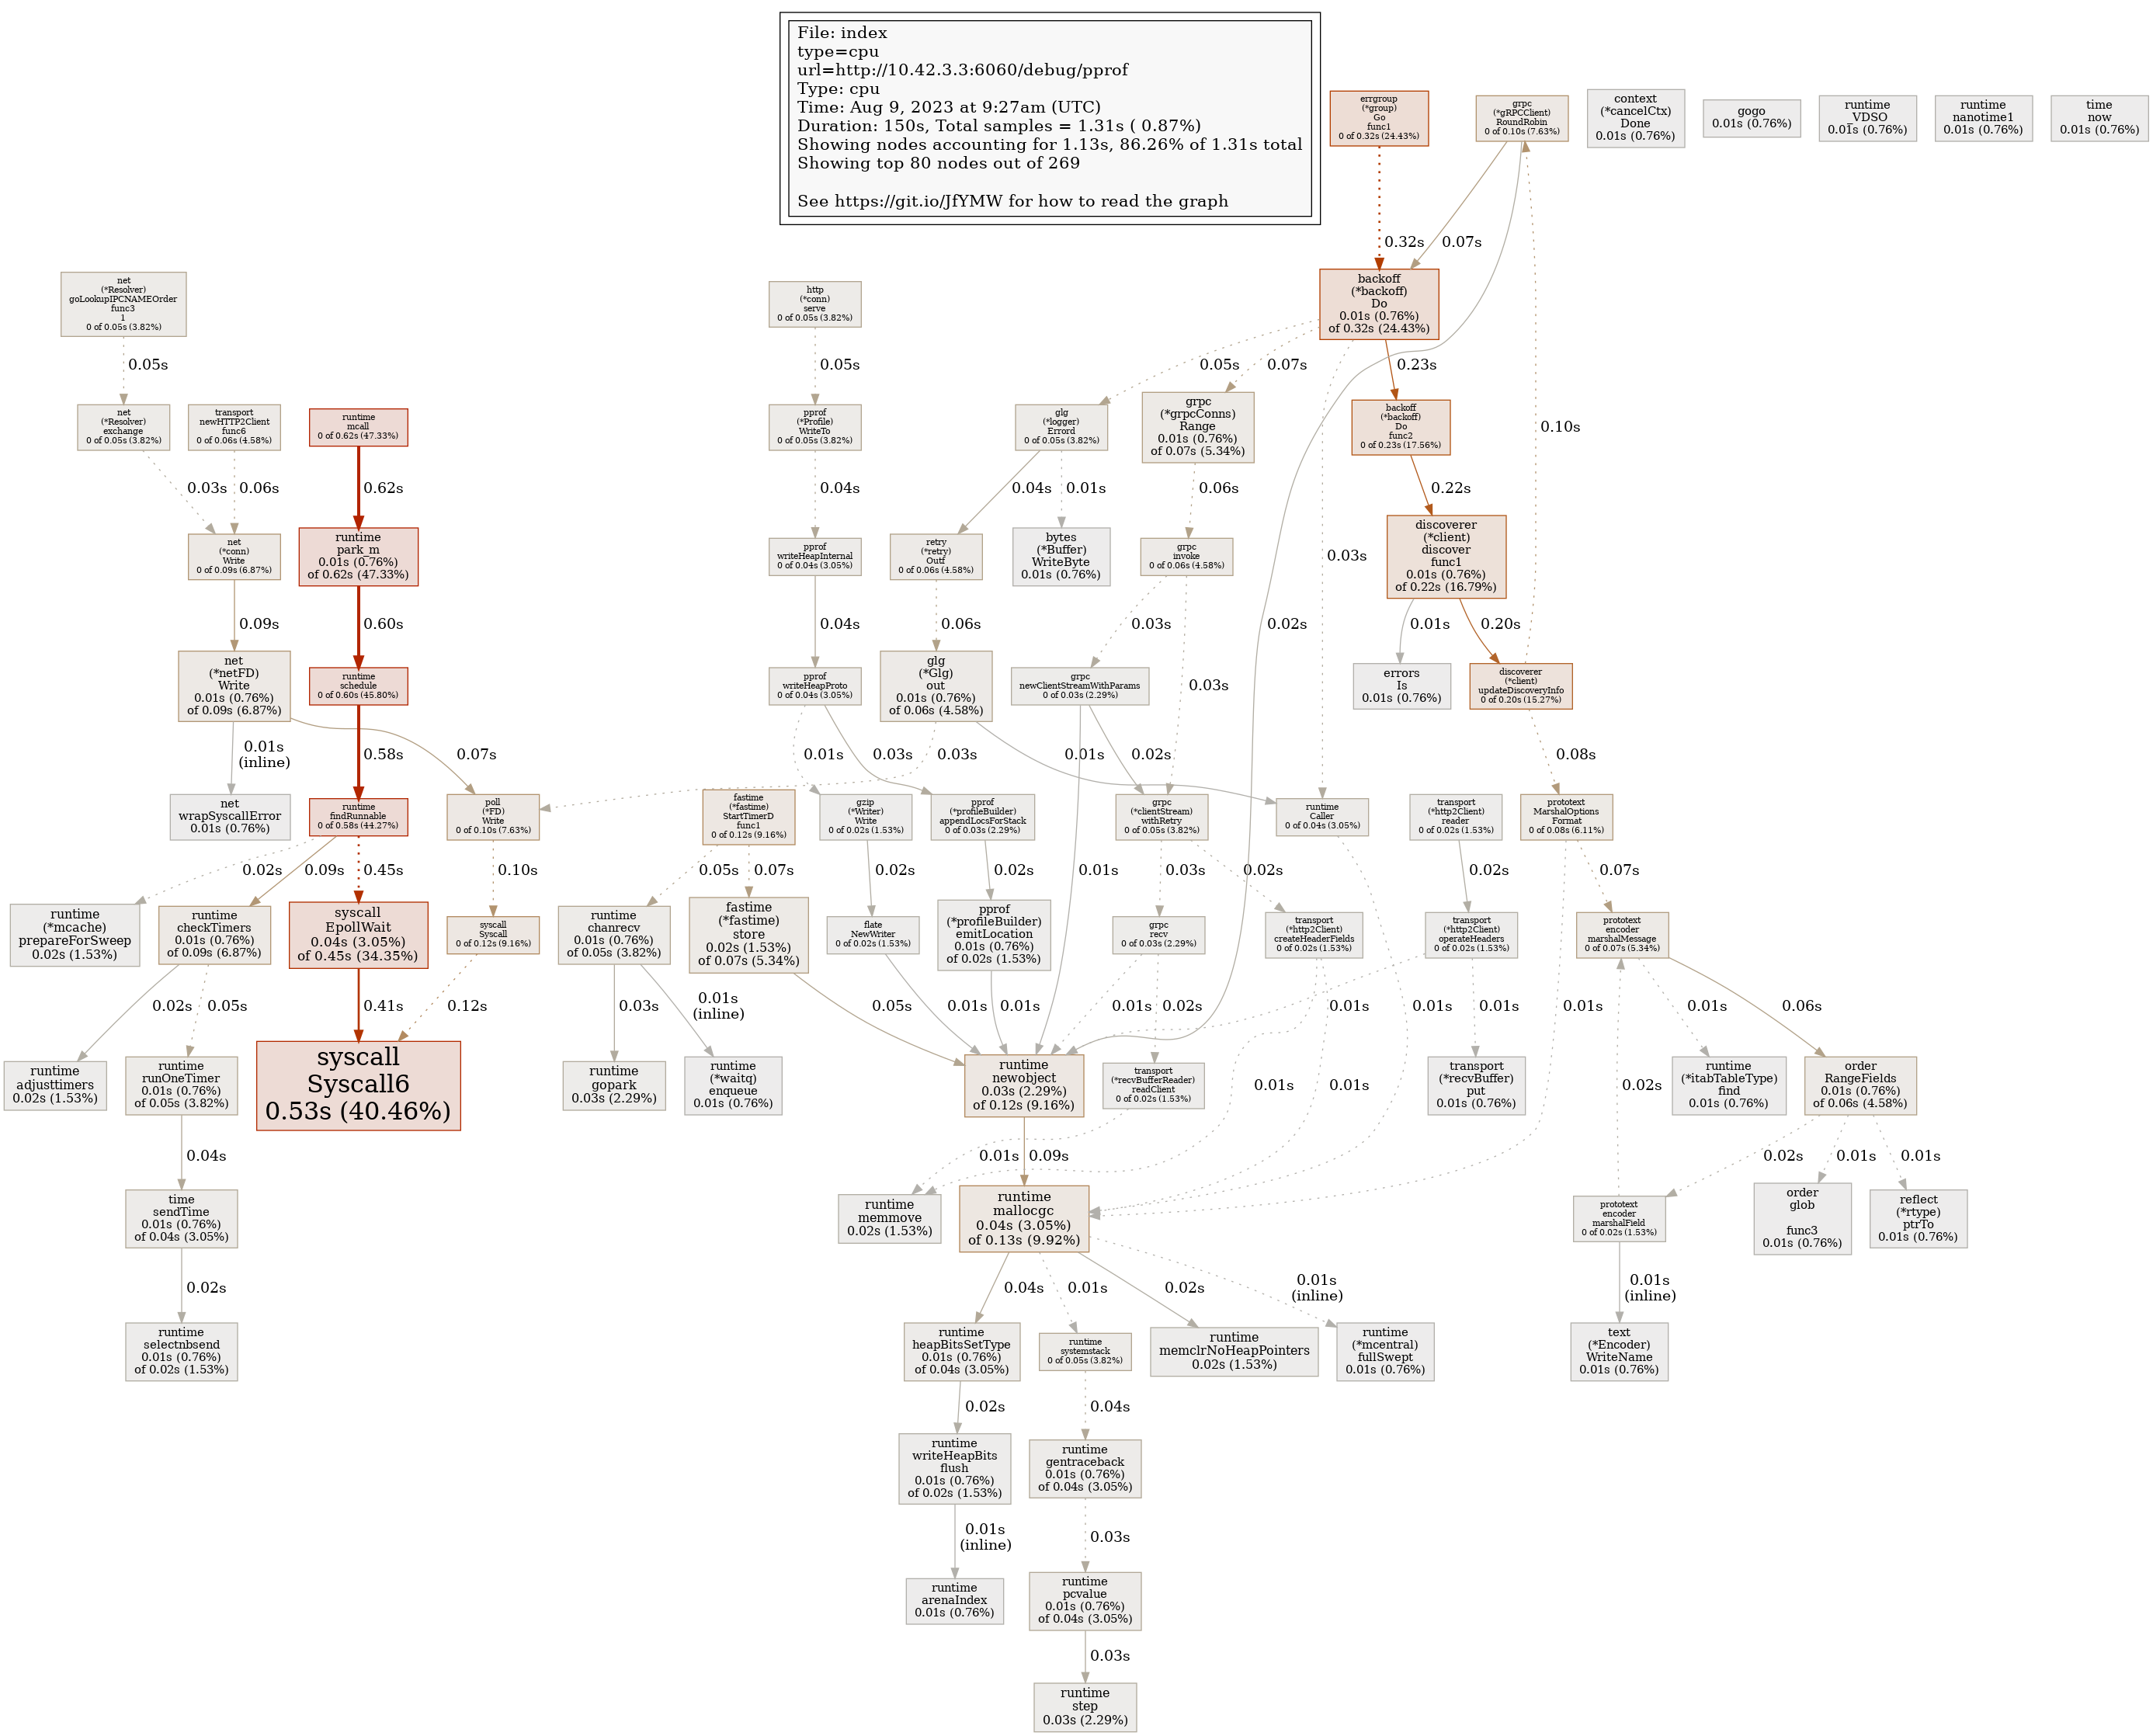 File: index
type=cpu
url=http://10.42.3.3:6060/debug/pprof
Type: cpu
Time: Aug 9, 2023 at 9:27am (UTC)
Duration: 150s, Total samples = 1.31s ( 0.87%)
Showing nodes accounting for 1.13s, 86.26% of 1.31s total
Showing top 80 nodes out of 269
See https://git.io/JfYMW for how to read the graph
errgroup
(*group)
Go
func1
0 of 0.32s (24.43%)
grpc
(*gRPCClient)
RoundRobin
0 of 0.10s (7.63%)
context
(*cancelCtx)
Done
0.01s (0.76%)
gogo
0.01s (0.76%)
runtime
_VDSO
0.01s (0.76%)
runtime
nanotime1
0.01s (0.76%)
time
now
0.01s (0.76%)
0.32s
0.07s
net
(*Resolver)
goLookupIPCNAMEOrder
func3
1
0 of 0.05s (3.82%)
http
(*conn)
serve
0 of 0.05s (3.82%)
backoff
(*backoff)
Do
0.01s (0.76%)
of 0.32s (24.43%)
0.05s
0.05s
0.05s
0.07s
0.23s
net
(*Resolver)
exchange
0 of 0.05s (3.82%)
transport
newHTTP2Client
func6
0 of 0.06s (4.58%)
runtime
mcall
0 of 0.62s (47.33%)
pprof
(*Profile)
WriteTo
0 of 0.05s (3.82%)
glg
(*logger)
Errord
0 of 0.05s (3.82%)
grpc
(*grpcConns)
Range
0.01s (0.76%)
of 0.07s (5.34%)
backoff
(*backoff)
Do
func2
0 of 0.23s (17.56%)
0.10s
0.03s
0.06s
0.62s
0.04s
0.04s
0.01s
0.06s
0.22s
net
(*conn)
Write
0 of 0.09s (6.87%)
runtime
park_m
0.01s (0.76%)
of 0.62s (47.33%)
pprof
writeHeapInternal
0 of 0.04s (3.05%)
retry
(*retry)
Outf
0 of 0.06s (4.58%)
bytes
(*Buffer)
WriteByte
0.01s (0.76%)
grpc
invoke
0 of 0.06s (4.58%)
0.03s
discoverer
(*client)
discover
func1
0.01s (0.76%)
of 0.22s (16.79%)
0.09s
0.60s
0.04s
0.06s
0.03s
0.02s
0.01s
0.20s
net
(*netFD)
Write
0.01s (0.76%)
of 0.09s (6.87%)
runtime
schedule
0 of 0.60s (45.80%)
pprof
writeHeapProto
0 of 0.04s (3.05%)
glg
(*Glg)
out
0.01s (0.76%)
of 0.06s (4.58%)
grpc
newClientStreamWithParams
0 of 0.03s (2.29%)
0.03s
errors
Is
0.01s (0.76%)
discoverer
(*client)
updateDiscoveryInfo
0 of 0.20s (15.27%)
0.01s
(inline)
0.58s
0.07s
0.01s
0.03s
0.03s
0.01s
0.02s
0.08s
net
wrapSyscallError
0.01s (0.76%)
runtime
findRunnable
0 of 0.58s (44.27%)
poll
(*FD)
Write
0 of 0.10s (7.63%)
fastime
(*fastime)
StartTimerD
func1
0 of 0.12s (9.16%)
gzip
(*Writer)
Write
0 of 0.02s (1.53%)
pprof
(*profileBuilder)
appendLocsForStack
0 of 0.03s (2.29%)
grpc
(*clientStream)
withRetry
0 of 0.05s (3.82%)
runtime
Caller
0 of 0.04s (3.05%)
transport
(*http2Client)
reader
0 of 0.02s (1.53%)
prototext
MarshalOptions
Format
0 of 0.08s (6.11%)
0.02s
0.09s
0.45s
0.10s
0.05s
0.07s
0.02s
0.02s
0.01s
0.03s
0.02s
0.02s
0.07s
runtime
(*mcache)
prepareForSweep
0.02s (1.53%)
runtime
checkTimers
0.01s (0.76%)
of 0.09s (6.87%)
syscall
EpollWait
0.04s (3.05%)
of 0.45s (34.35%)
syscall
Syscall
0 of 0.12s (9.16%)
runtime
chanrecv
0.01s (0.76%)
of 0.05s (3.82%)
fastime
(*fastime)
store
0.02s (1.53%)
of 0.07s (5.34%)
flate
NewWriter
0 of 0.02s (1.53%)
pprof
(*profileBuilder)
emitLocation
0.01s (0.76%)
of 0.02s (1.53%)
grpc
recv
0 of 0.03s (2.29%)
transport
(*http2Client)
createHeaderFields
0 of 0.02s (1.53%)
transport
(*http2Client)
operateHeaders
0 of 0.02s (1.53%)
prototext
encoder
marshalMessage
0 of 0.07s (5.34%)
0.02s
0.05s
0.41s
0.12s
0.03s
0.01s
(inline)
0.05s
0.01s
0.01s
0.01s
0.02s
0.01s
0.01s
0.01s
0.01s
0.01s
0.06s
runtime
adjusttimers
0.02s (1.53%)
runtime
runOneTimer
0.01s (0.76%)
of 0.05s (3.82%)
syscall
Syscall6
0.53s (40.46%)
runtime
gopark
0.03s (2.29%)
runtime
(*waitq)
enqueue
0.01s (0.76%)
runtime
newobject
0.03s (2.29%)
of 0.12s (9.16%)
transport
(*recvBufferReader)
readClient
0 of 0.02s (1.53%)
0.01s
0.01s
transport
(*recvBuffer)
put
0.01s (0.76%)
0.02s
runtime
(*itabTableType)
find
0.01s (0.76%)
order
RangeFields
0.01s (0.76%)
of 0.06s (4.58%)
0.04s
0.01s
0.09s
0.02s
0.01s
0.01s
time
sendTime
0.01s (0.76%)
of 0.04s (3.05%)
runtime
memmove
0.02s (1.53%)
runtime
mallocgc
0.04s (3.05%)
of 0.13s (9.92%)
prototext
encoder
marshalField
0 of 0.02s (1.53%)
order
glob

func3
0.01s (0.76%)
reflect
(*rtype)
ptrTo
0.01s (0.76%)
0.02s
0.04s
0.01s
0.02s
0.01s
(inline)
0.01s
(inline)
runtime
selectnbsend
0.01s (0.76%)
of 0.02s (1.53%)
runtime
heapBitsSetType
0.01s (0.76%)
of 0.04s (3.05%)
runtime
systemstack
0 of 0.05s (3.82%)
runtime
memclrNoHeapPointers
0.02s (1.53%)
runtime
(*mcentral)
fullSwept
0.01s (0.76%)
text
(*Encoder)
WriteName
0.01s (0.76%)
0.02s
0.04s
runtime
writeHeapBits
flush
0.01s (0.76%)
of 0.02s (1.53%)
runtime
gentraceback
0.01s (0.76%)
of 0.04s (3.05%)
0.01s
(inline)
0.03s
runtime
arenaIndex
0.01s (0.76%)
runtime
pcvalue
0.01s (0.76%)
of 0.04s (3.05%)
0.03s
runtime
step
0.03s (2.29%)